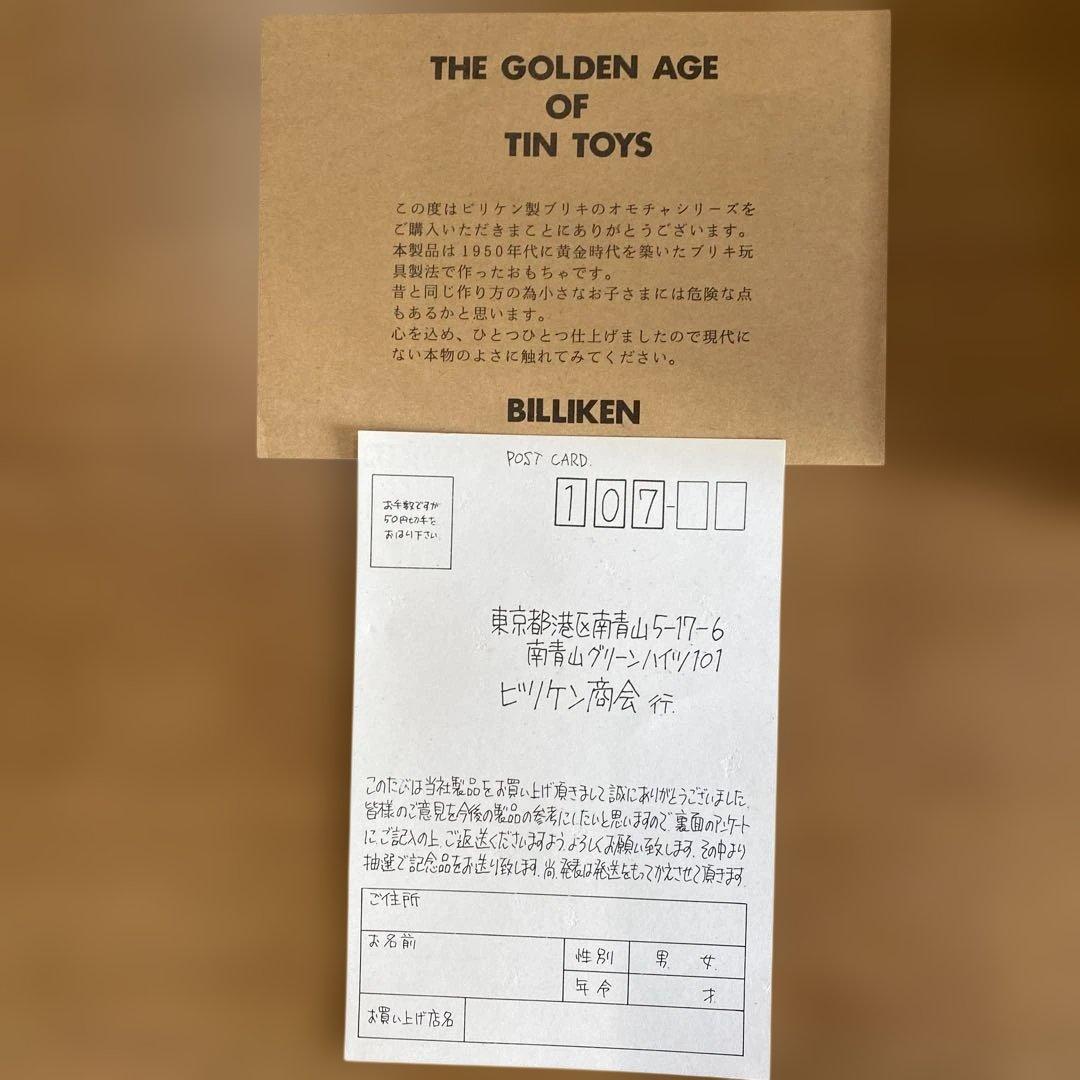 THE GOLDEN AGE
OF
TIN TOYS
この度はビリケン製ブリキのオモチャシリーズを
ご購入いただきまことにありがとうございます。
本製品は1950年代に黄金時代を築いたブリキ玩
具製法で作ったおもちゃです。
昔と同じ作り方の為小さなお子さまには危険な点
もあるかと思います。
心を込め、ひとつひとつ仕上げましたので現代に
ない本物のよさに触れてみてください。
BILLIKEN
POST CARD.
お手数ですが
50円切手を
おはり下さい
107-
東京都港区南青山5-17-6
南青山グリーンハイツ101
ビリケン商会 行.
このたびは当社製品をお買い上げ頂きまして誠にありがとうございました.
皆様のご意見を今後の製品の参考にしたいと思いますので、裏面のアンケート
に、ご記入の上、ご返送くださいますよう、よろしくお願い致します. その中より
抽選で記念品をお送り致します. 尚、発表は発送をもってかえさせて頂きます.
ご住所
お名前
性別 男. 女.
年令 才.
お買い上げ店名